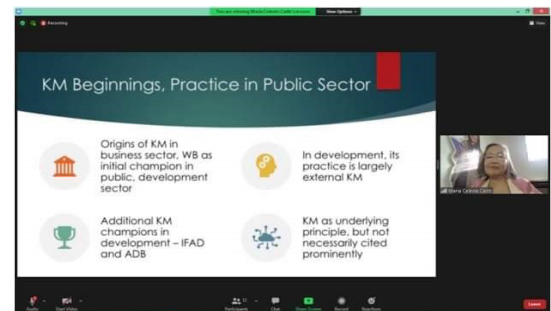 View Options
Recording
View
KM Beginnings, Practice in Public Sector
Origins of KM in
business sector, WB as
initial champion in
public, development
sector
In development, its
practice is largely
external KM
Additional KM
champions in
development – IFAD
and ADB
KM as underlying
principle, but not
necessarily cited
prominently
Audio
Start Video
Participants
Chat
Share Screen
Record
Reactions
Leave